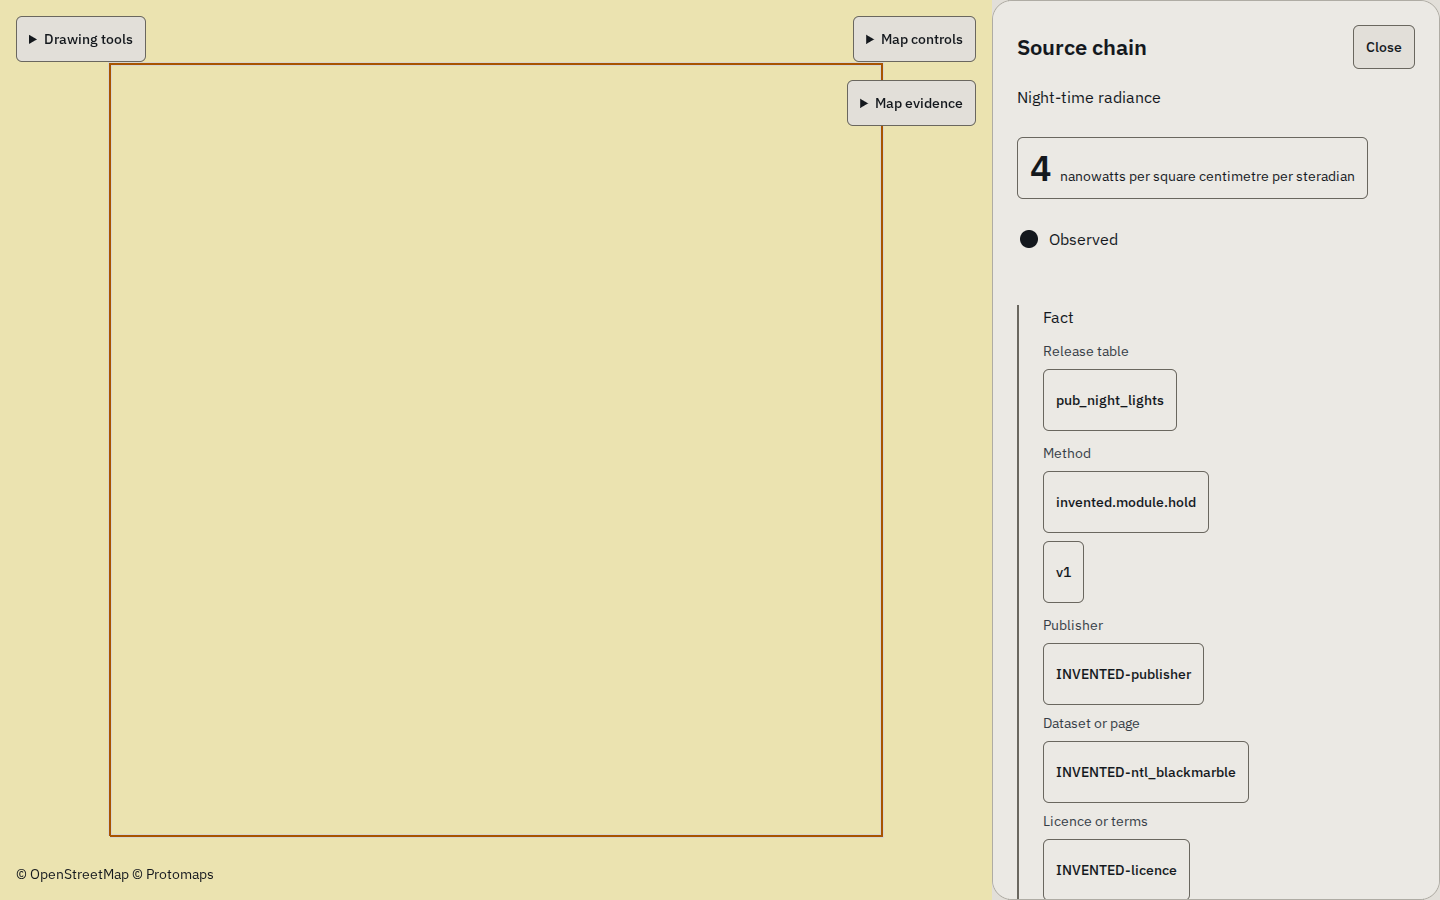 Drawing tools
Map controls
Map evidence
© OpenStreetMap © Protomaps
Source chain
Close
Night-time radiance
4 nanowatts per square centimetre per steradian
Observed
Fact
Release table
pub_night_lights
Method
invented.module.hold
v1
Publisher
INVENTED-publisher
Dataset or page
INVENTED-ntl_blackmarble
Licence or terms
INVENTED-licence